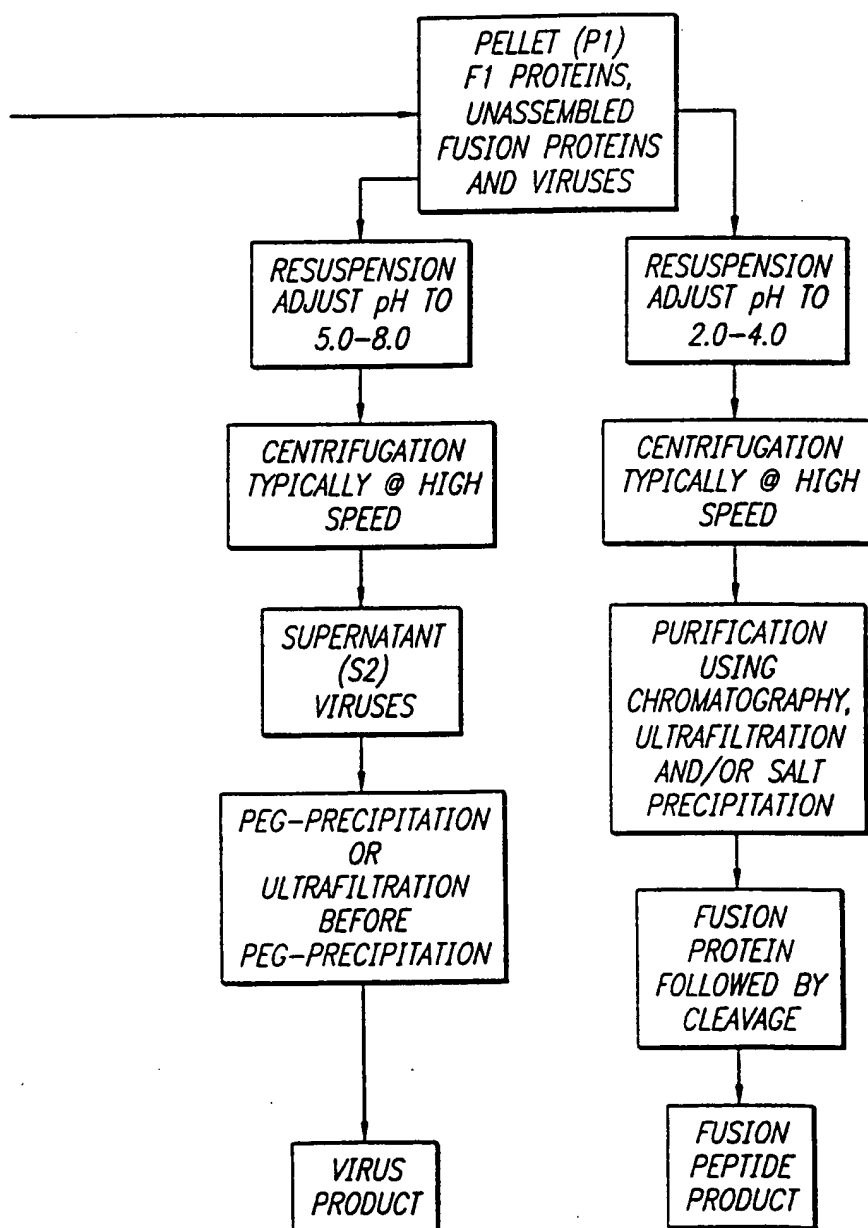 PELLET (P1)
F1 PROTEINS,
UNASSEMBLED
FUSION PROTEINS
AND VIRUSES
RESUSPENSION
ADJUST pH TO
5.0-8.0
CENTRIFUGATION
TYPICALLY @ HIGH
SPEED
SUPERNATANT
(S2)
VIRUSES
PEG-PRECIPITATION
OR
ULTRAFILTRATION
BEFORE
PEG-PRECIPITATION
VIRUS
PRODUCT
RESUSPENSION
ADJUST pH TO
2.0-4.0
CENTRIFUGATION
TYPICALLY @ HIGH
SPEED
PURIFICATION
USING
CHROMATOGRAPHY,
ULTRAFILTRATION
AND/OR SALT
PRECIPITATION
FUSION
PROTEIN
FOLLOWED BY
CLEAVAGE
FUSION
PEPTIDE
PRODUCT